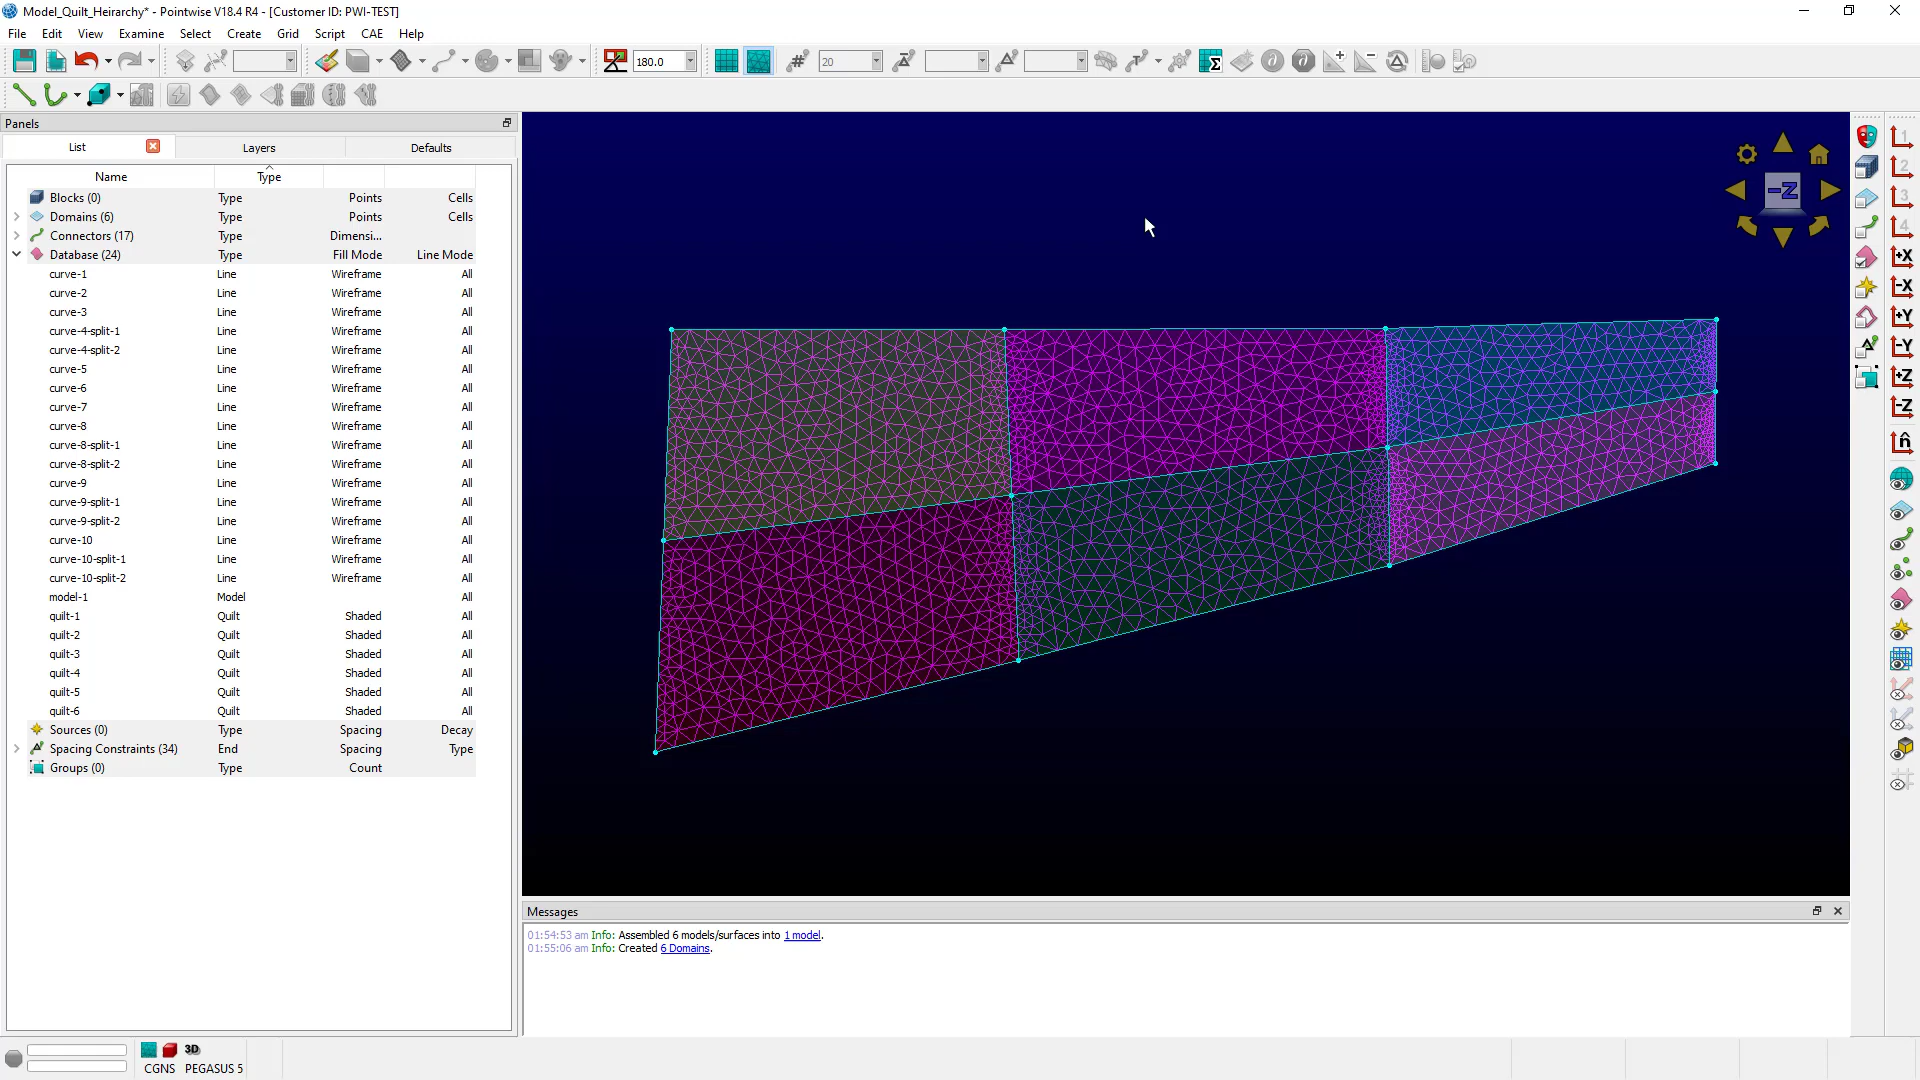 Model_Quilt_Heirarchy* - Pointwise V18.4 R4 - [Customer ID: PWI-TEST]
File Edit View Examine Select Create Grid Script CAE Help
180.0 20
Panels
List Layers Defaults
Name Type
Blocks (0) Type Points Cells
Domains (6) Type Points Cells
Connectors (17) Type Dimensi...
Database (24) Type Fill Mode Line Mode
curve-1 Line Wireframe All
curve-2 Line Wireframe All
curve-3 Line Wireframe All
curve-4-split-1 Line Wireframe All
curve-4-split-2 Line Wireframe All
curve-5 Line Wireframe All
curve-6 Line Wireframe All
curve-7 Line Wireframe All
curve-8 Line Wireframe All
curve-8-split-1 Line Wireframe All
curve-8-split-2 Line Wireframe All
curve-9 Line Wireframe All
curve-9-split-1 Line Wireframe All
curve-9-split-2 Line Wireframe All
curve-10 Line Wireframe All
curve-10-split-1 Line Wireframe All
curve-10-split-2 Line Wireframe All
model-1 Model All
quilt-1 Quilt Shaded All
quilt-2 Quilt Shaded All
quilt-3 Quilt Shaded All
quilt-4 Quilt Shaded All
quilt-5 Quilt Shaded All
quilt-6 Quilt Shaded All
Sources (0) Type Spacing Decay
Spacing Constraints (34) End Spacing Type
Groups (0) Type Count
-Z
1
2
3
4
+X
-X
+Y
-Y
+Z
-Z
n̂
Messages
01:54:53 am Info: Assembled 6 models/surfaces into 1 model.
01:55:06 am Info: Created 6 Domains.
3D
CGNS PEGASUS 5